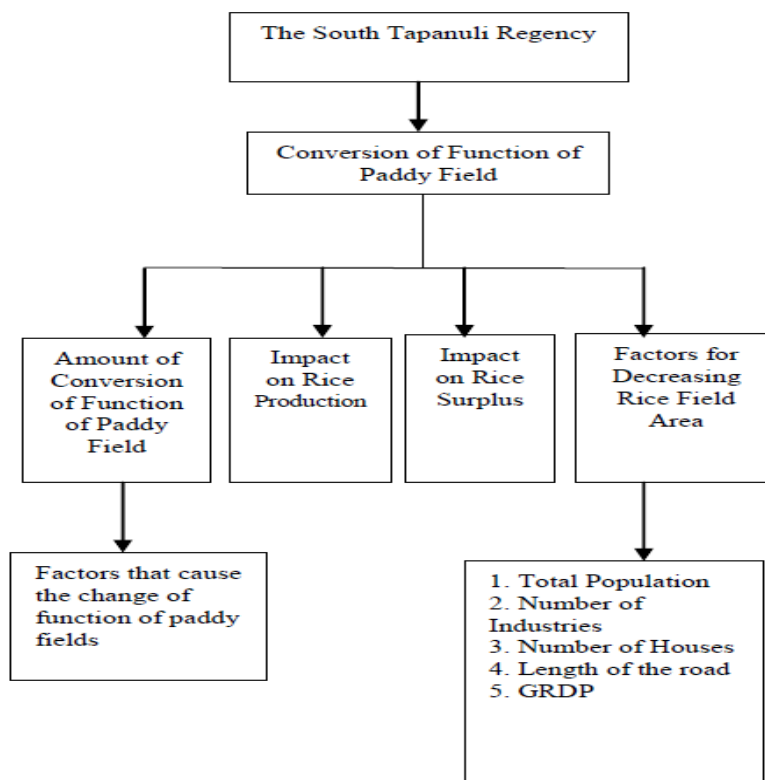 The South Tapanuli Regency
Conversion of Function of
Paddy Field
Amount of
Conversion
of Function
of Paddy
Field
Impact
on Rice
Production
Impact
on Rice
Surplus
Factors for
Decreasing
Rice Field
Area
Factors that cause
the change of
function of paddy
fields
1. Total Population
2. Number of
Industries
3. Number of Houses
4. Length of the road
5. GRDP